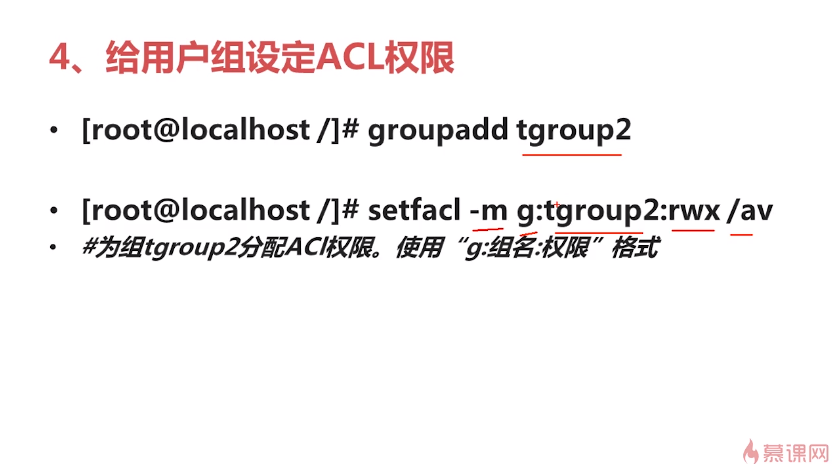 4、给用户组设定ACL权限
• [root@localhost /]# groupadd tgroup2
• [root@localhost /]# setfacl -m g:tgroup2:rwx /av
• #为组tgroup2分配ACl权限。使用“g:组名:权限”格式
慕课网